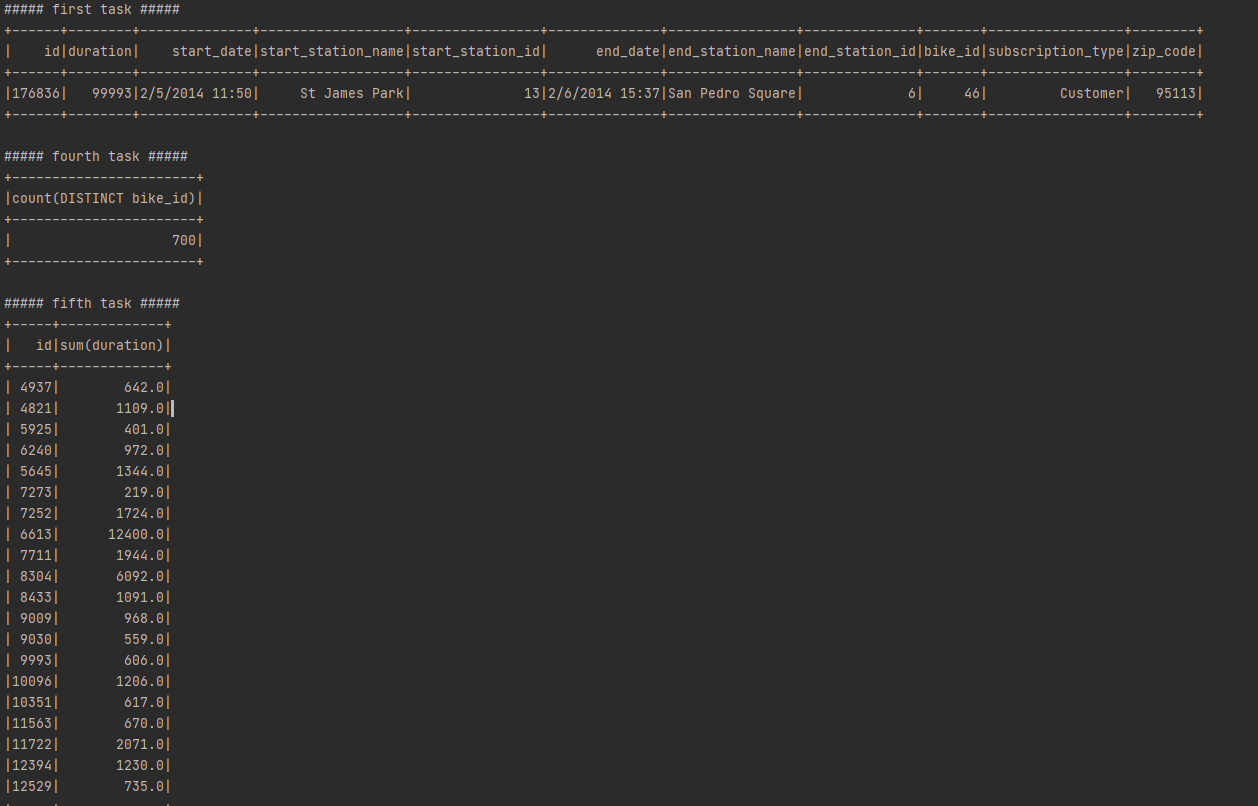 ##### first task #####
+------+--------+--------------+------------------+----------------+--------------+----------------+--------------+-------+-----------------+--------+
|    id|duration|    start_date|start_station_name|start_station_id|      end_date|end_station_name|end_station_id|bike_id|subscription_type|zip_code|
+------+--------+--------------+------------------+----------------+--------------+----------------+--------------+-------+-----------------+--------+
|176836|   99993|2/5/2014 11:50|     St James Park|              13|2/6/2014 15:37|San Pedro Square|             6|     46|         Customer|   95113|
+------+--------+--------------+------------------+----------------+--------------+----------------+--------------+-------+-----------------+--------+
##### fourth task #####
+-----------------------+
|count(DISTINCT bike_id)|
+-----------------------+
|                    700|
+-----------------------+
##### fifth task #####
+-----+-------------+
|   id|sum(duration)|
+-----+-------------+
| 4937|        642.0|
| 4821|       1109.0|
| 5925|        401.0|
| 6240|        972.0|
| 5645|       1344.0|
| 7273|        219.0|
| 7252|       1724.0|
| 6613|      12400.0|
| 7711|       1944.0|
| 8304|       6092.0|
| 8433|       1091.0|
| 9009|        968.0|
| 9030|        559.0|
| 9993|        606.0|
|10096|       1206.0|
|10351|        617.0|
|11563|        670.0|
|11722|       2071.0|
|12394|       1230.0|
|12529|        735.0|
+-----+-------------+